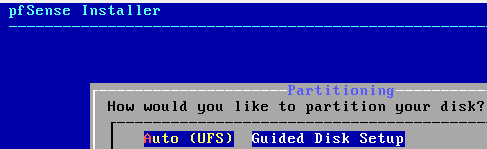 pfSense Installer
Partitioning
How would you like to partition your disk?
Auto (UFS) Guided Disk Setup